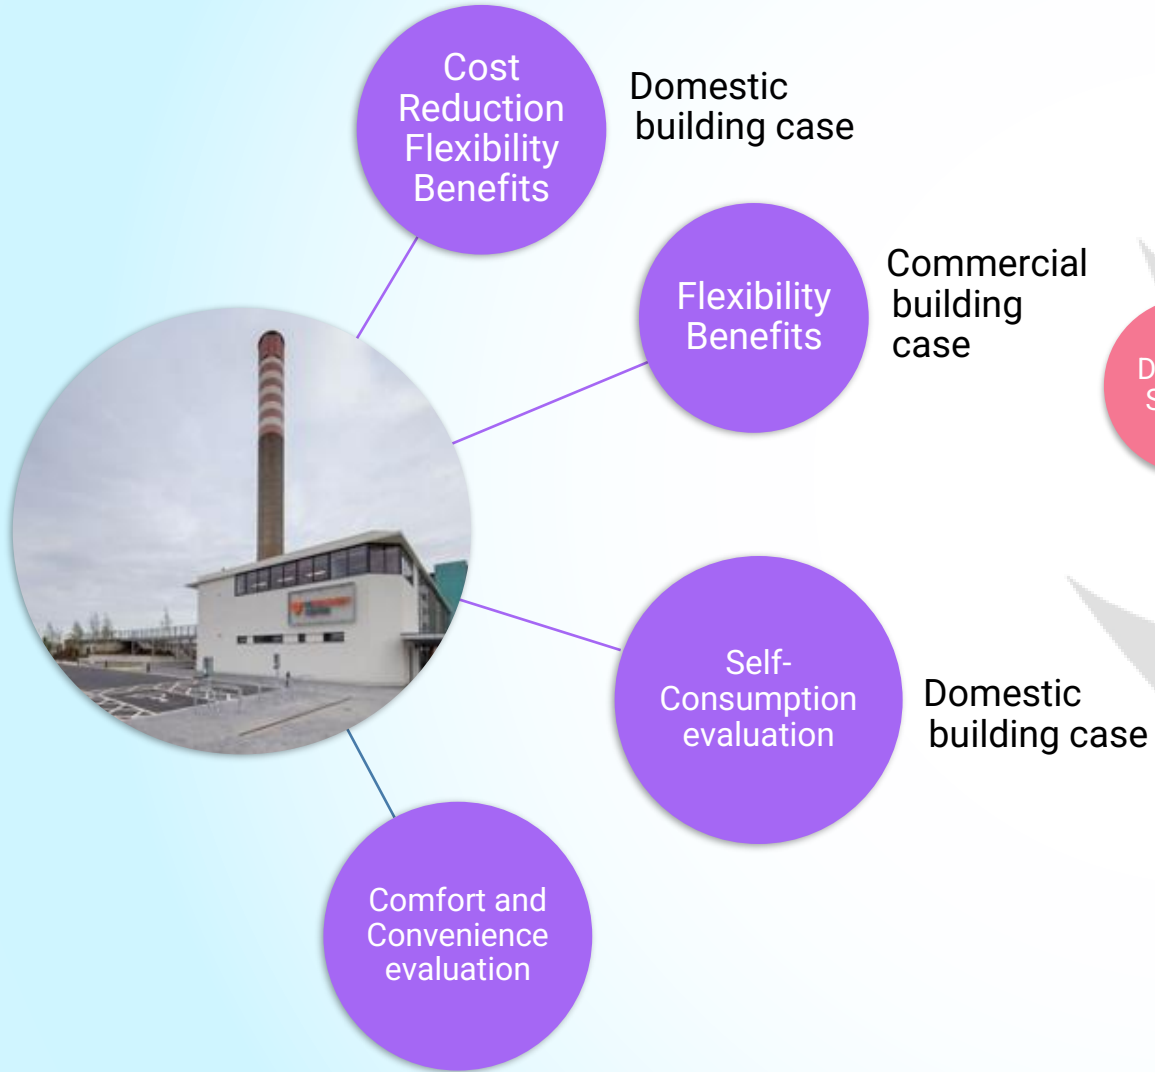 Cost
Reduction
Flexibility
Benefits
Domestic
building case
Flexibility
Benefits
Commercial
building
case
Self-
Consumption
evaluation
Domestic
building case
Comfort and
Convenience
evaluation